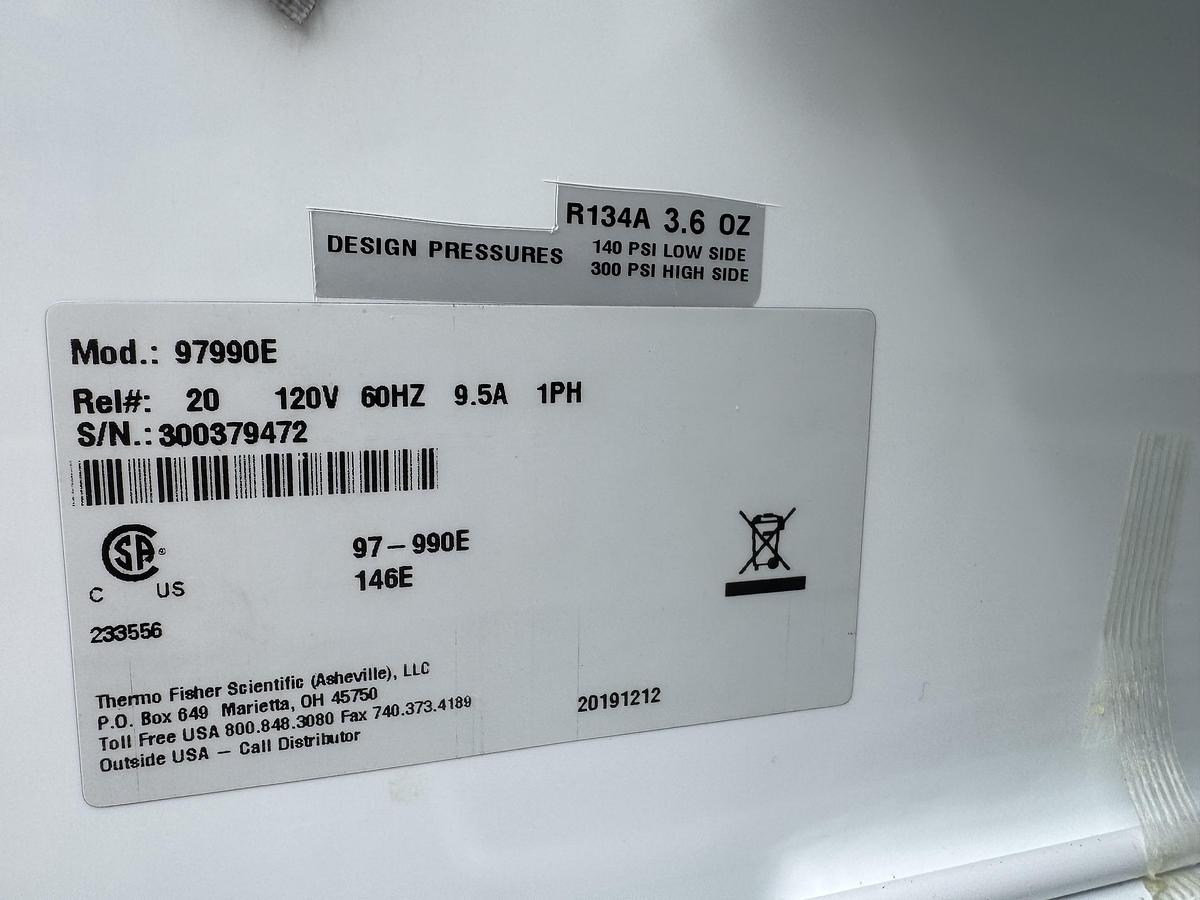 R134A 3.6 OZ
DESIGN PRESSURES 140 PSI LOW SIDE
300 PSI HIGH SIDE
Mod.: 97990E
Rel#: 20 120V 60HZ 9.5A 1PH
S/N.: 300379472
CSA ®
C US
97-990E
146E
233556
Thermo Fisher Scientific (Asheville), LLC
P.O. Box 649 Marietta, OH 45750
Toll Free USA 800.848.3080 Fax 740.373.4189
Outside USA – Call Distributor
20191212